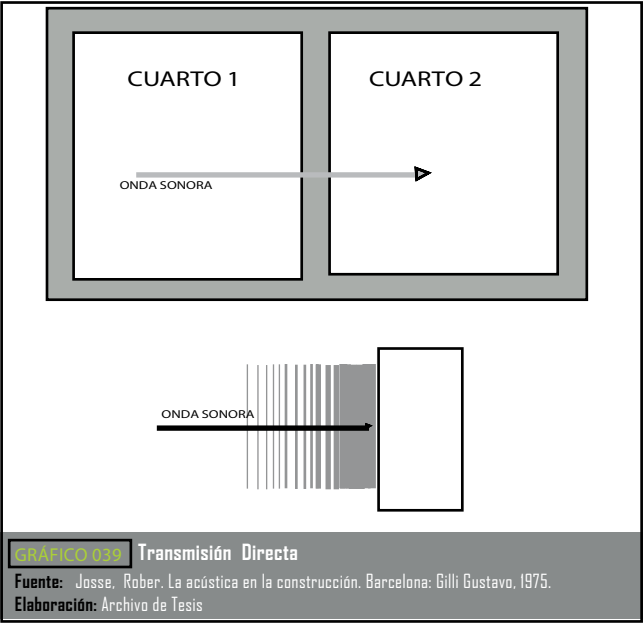 CUARTO 1 CUARTO 2
ONDA SONORA
ONDA SONORA
GRÁFICO 039 Transmisión Directa
Fuente: Josse, Rober. La acústica en la construcción. Barcelona: Gilli Gustavo, 1975.
Elaboración: Archivo de Tesis